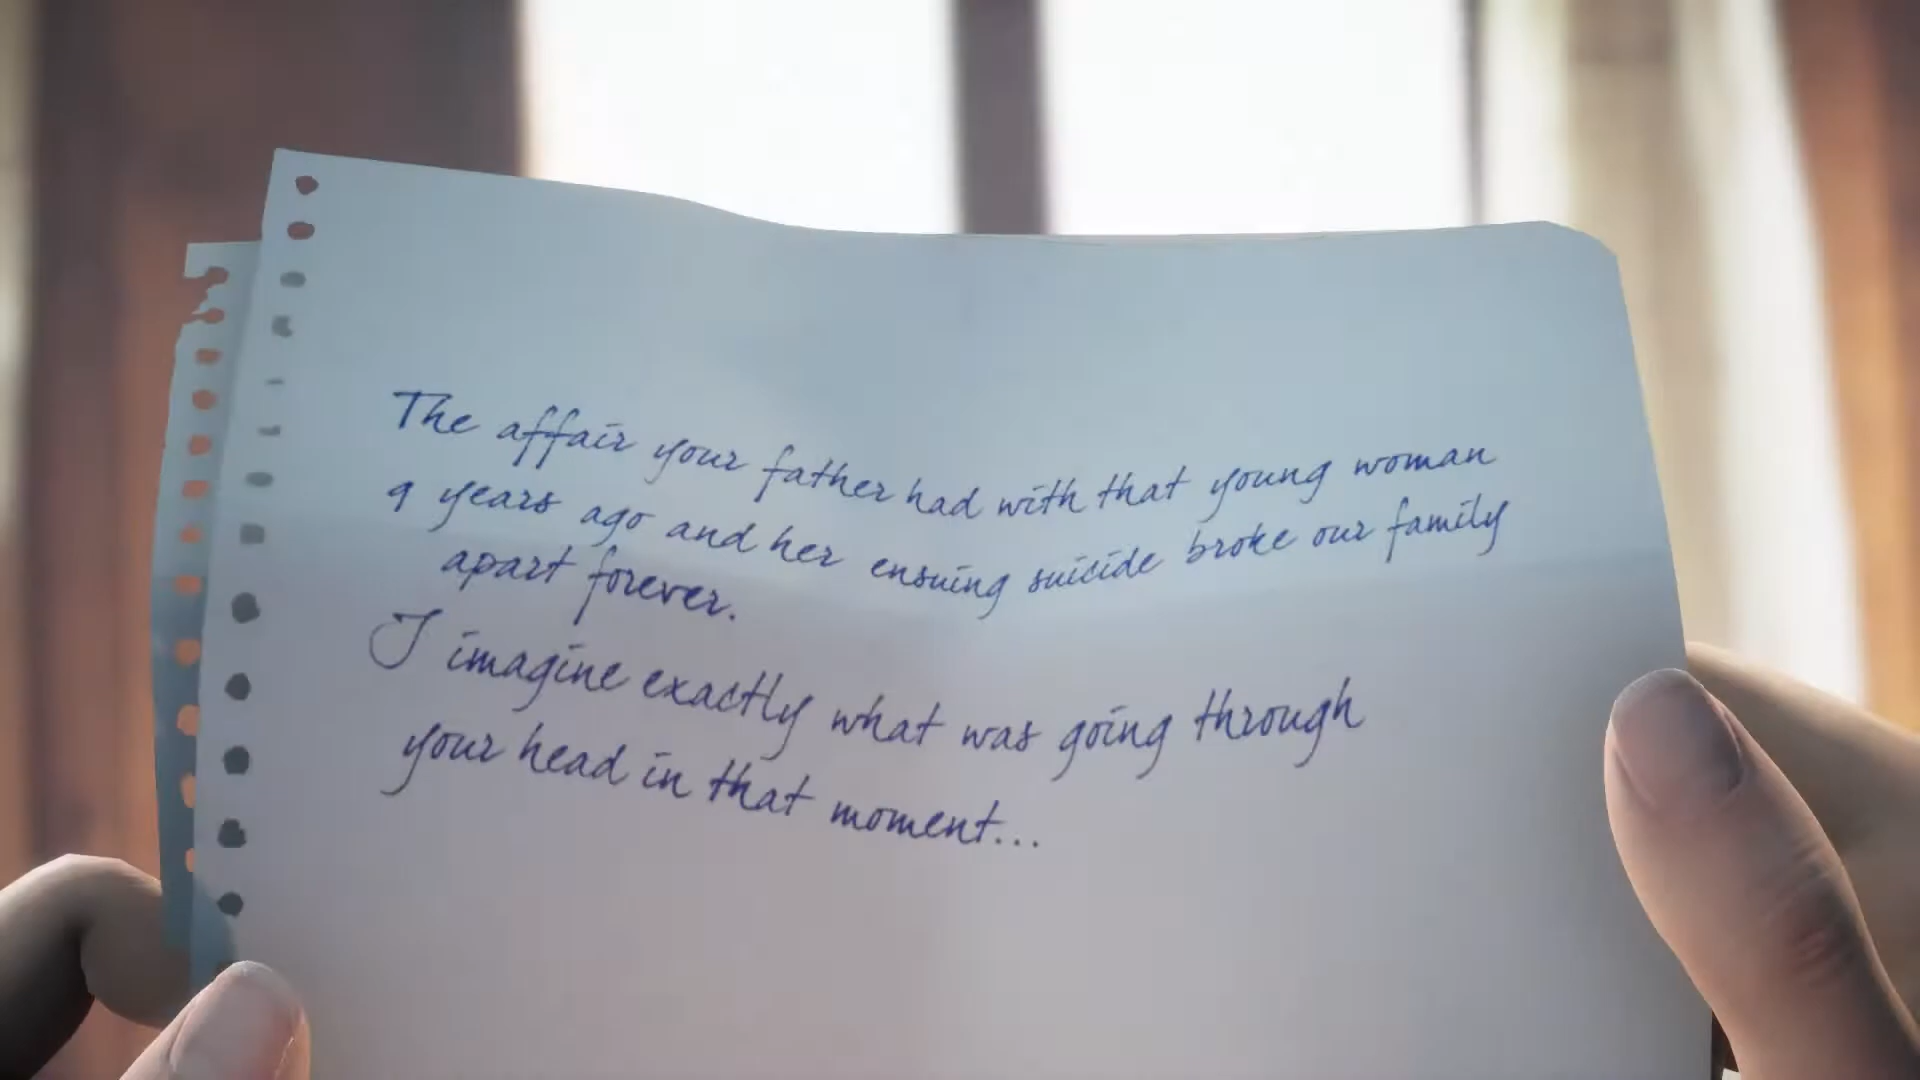 The affair your father had with that young woman
9 years ago and her ensuing suicide broke our family
apart forever.
I imagine exactly what was going through
your head in that moment...